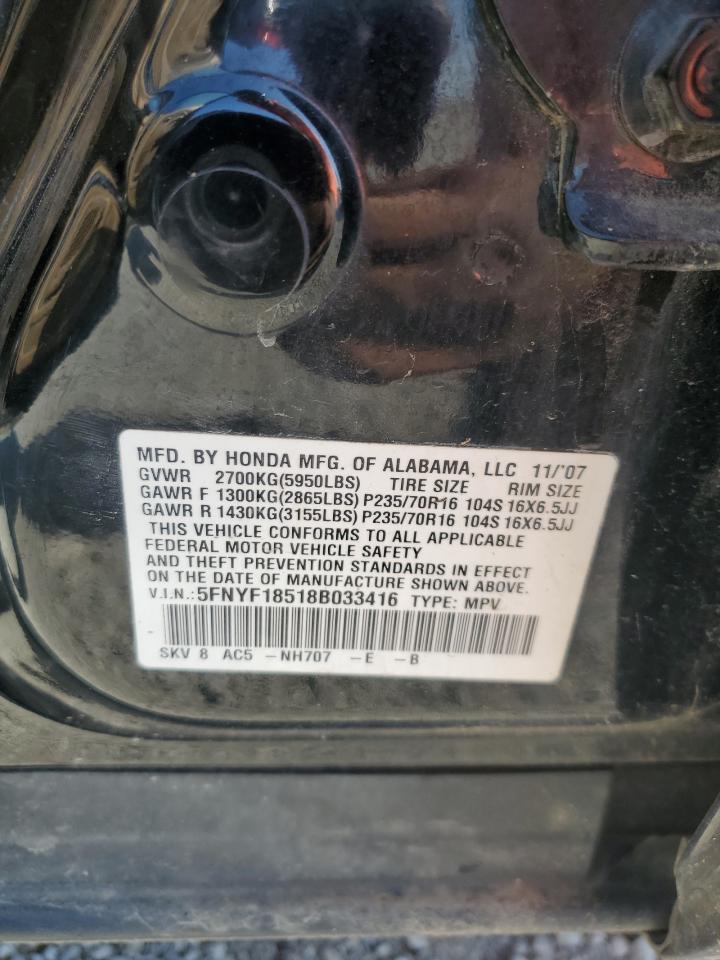 MFD. BY HONDA MFG. OF ALABAMA, LLC 11/'07
GVWR 2700KG(5950LBS) TIRE SIZE RIM SIZE
GAWR F 1300KG(2865LBS) P235/70R16 104S 16X6.5JJ
GAWR R 1430KG(3155LBS) P235/70R16 104S 16X6.5JJ
THIS VEHICLE CONFORMS TO ALL APPLICABLE
FEDERAL MOTOR VEHICLE SAFETY
AND THEFT PREVENTION STANDARDS IN EFFECT
ON THE DATE OF MANUFACTURE SHOWN ABOVE.
V.I.N.: 5FNYF18518B033416 TYPE: MPV
SKV 8 AC5 -NH707 -E -B